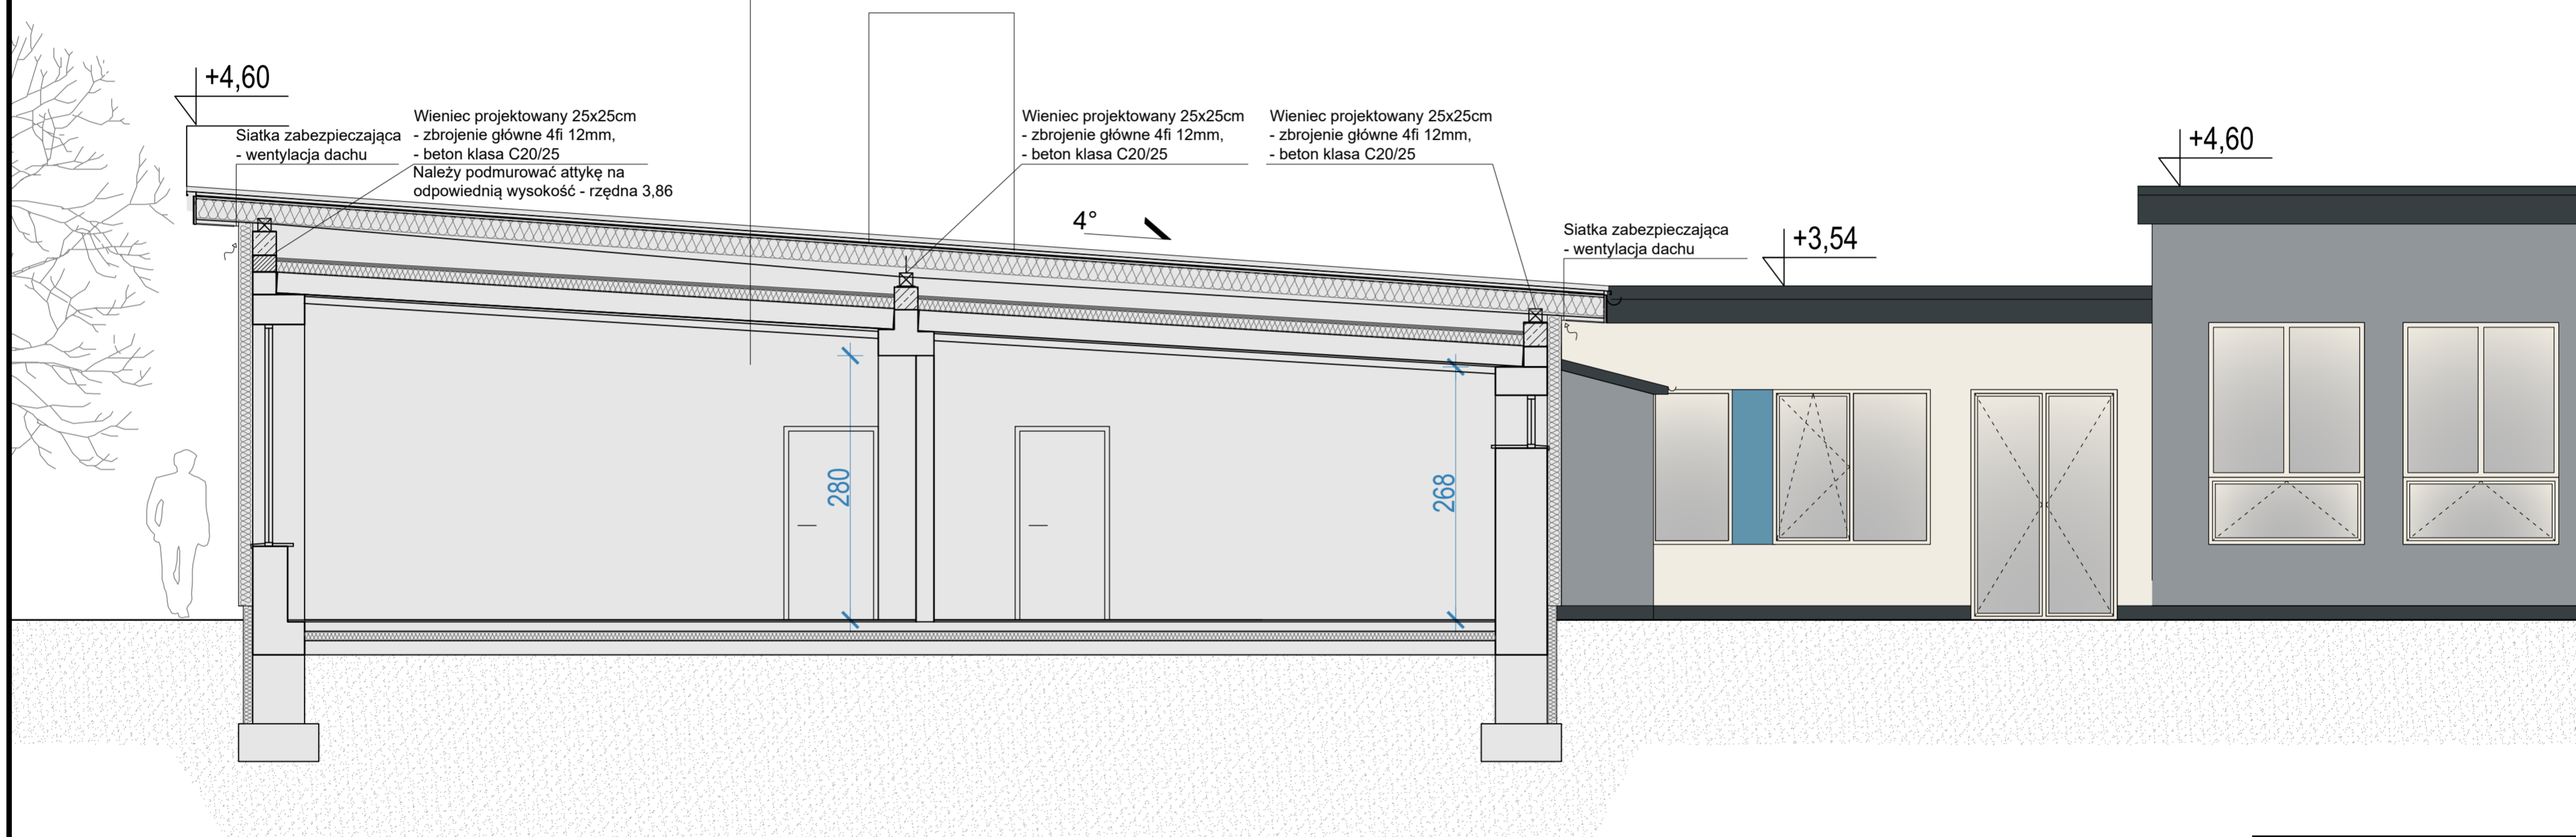 +4,60
Siatka zabezpieczająca
- wentylacja dachu
Wieniec projektowany 25x25cm
- zbrojenie główne 4fi 12mm,
- beton klasa C20/25
Należy podmurować attykę na
odpowiednią wysokość - rzędna 3,86
Wieniec projektowany 25x25cm
- zbrojenie główne 4fi 12mm,
- beton klasa C20/25
Wieniec projektowany 25x25cm
- zbrojenie główne 4fi 12mm,
- beton klasa C20/25
4°
Siatka zabezpieczająca
- wentylacja dachu
+3,54
+4,60
280
268